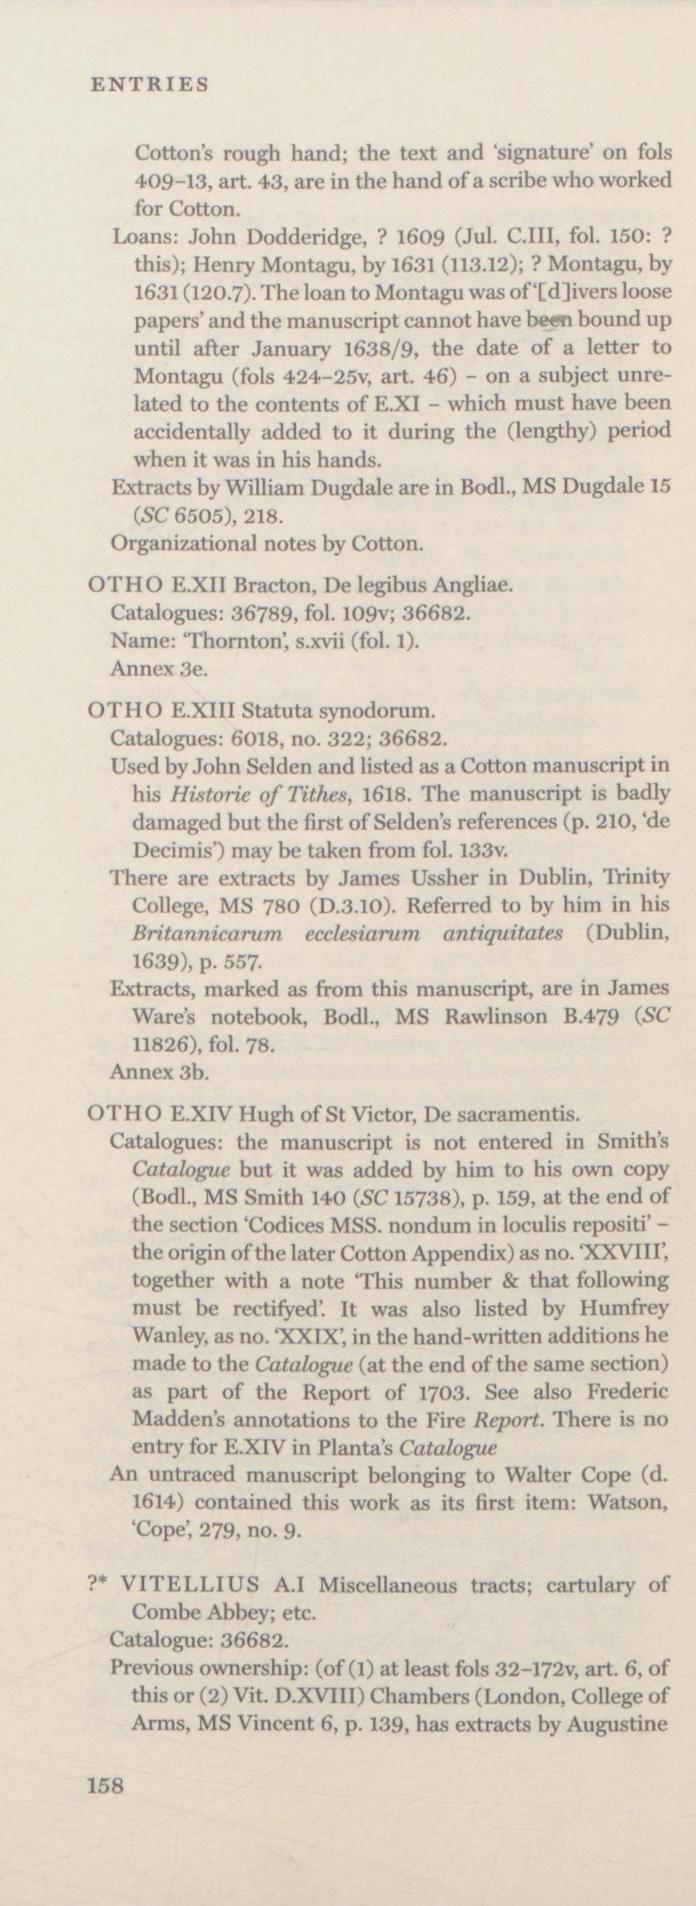 ENTRIES
Cotton's rough hand; the text and 'signature' on fols
409–13, art. 43, are in the hand of a scribe who worked
for Cotton.
Loans: John Dodderidge, ? 1609 (Jul. C.III, fol. 150: ?
this); Henry Montagu, by 1631 (113.12); ? Montagu, by
1631 (120.7). The loan to Montagu was of '[d]ivers loose
papers' and the manuscript cannot have been bound up
until after January 1638/9, the date of a letter to
Montagu (fols 424–25v, art. 46) – on a subject unre-
lated to the contents of E.XI – which must have been
accidentally added to it during the (lengthy) period
when it was in his hands.
Extracts by William Dugdale are in Bodl., MS Dugdale 15
(SC 6505), 218.
Organizational notes by Cotton.
OTHO E.XII Bracton, De legibus Angliae.
Catalogues: 36789, fol. 109v; 36682.
Name: 'Thornton', s.xvii (fol. 1).
Annex 3e.
OTHO E.XIII Statuta synodorum.
Catalogues: 6018, no. 322; 36682.
Used by John Selden and listed as a Cotton manuscript in
his Historie of Tithes, 1618. The manuscript is badly
damaged but the first of Selden's references (p. 210, 'de
Decimis') may be taken from fol. 133v.
There are extracts by James Ussher in Dublin, Trinity
College, MS 780 (D.3.10). Referred to by him in his
Britannicarum ecclesiarum antiquitates (Dublin,
1639), p. 557.
Extracts, marked as from this manuscript, are in James
Ware's notebook, Bodl., MS Rawlinson B.479 (SC
11826), fol. 78.
Annex 3b.
OTHO E.XIV Hugh of St Victor, De sacramentis.
Catalogues: the manuscript is not entered in Smith's
Catalogue but it was added by him to his own copy
(Bodl., MS Smith 140 (SC 15738), p. 159, at the end of
the section 'Codices MSS. nondum in loculis repositi' –
the origin of the later Cotton Appendix) as no. 'XXVIII',
together with a note 'This number & that following
must be rectifyed'. It was also listed by Humfrey
Wanley, as no. 'XXIX', in the hand-written additions he
made to the Catalogue (at the end of the same section)
as part of the Report of 1703. See also Frederic
Madden's annotations to the Fire Report. There is no
entry for E.XIV in Planta's Catalogue
An untraced manuscript belonging to Walter Cope (d.
1614) contained this work as its first item: Watson,
'Cope', 279, no. 9.
?* VITELLIUS A.I Miscellaneous tracts; cartulary of
Combe Abbey; etc.
Catalogue: 36682.
Previous ownership: (of (1) at least fols 32–172v, art. 6, of
this or (2) Vit. D.XVIII) Chambers (London, College of
Arms, MS Vincent 6, p. 139, has extracts by Augustine
158